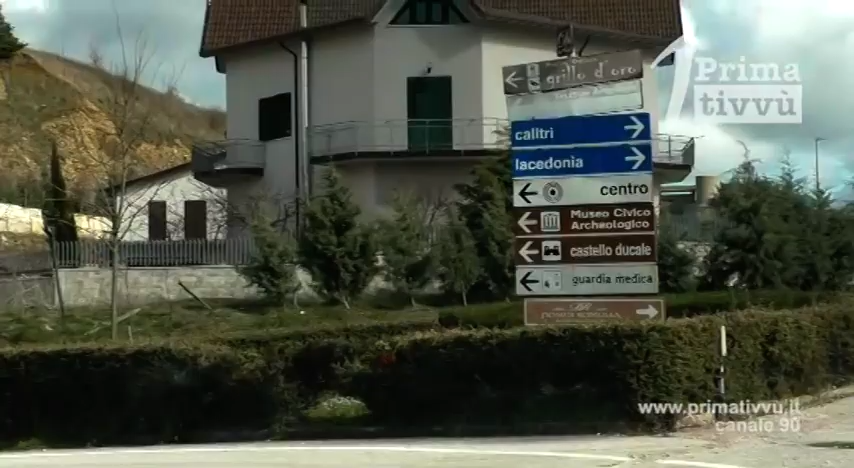 grillo d'oro
Prima
tivvù
calitri
lacedonia
centro
Museo Civico
Archeologico
castello ducale
guardia medica
www.primativvu.it
canale 90